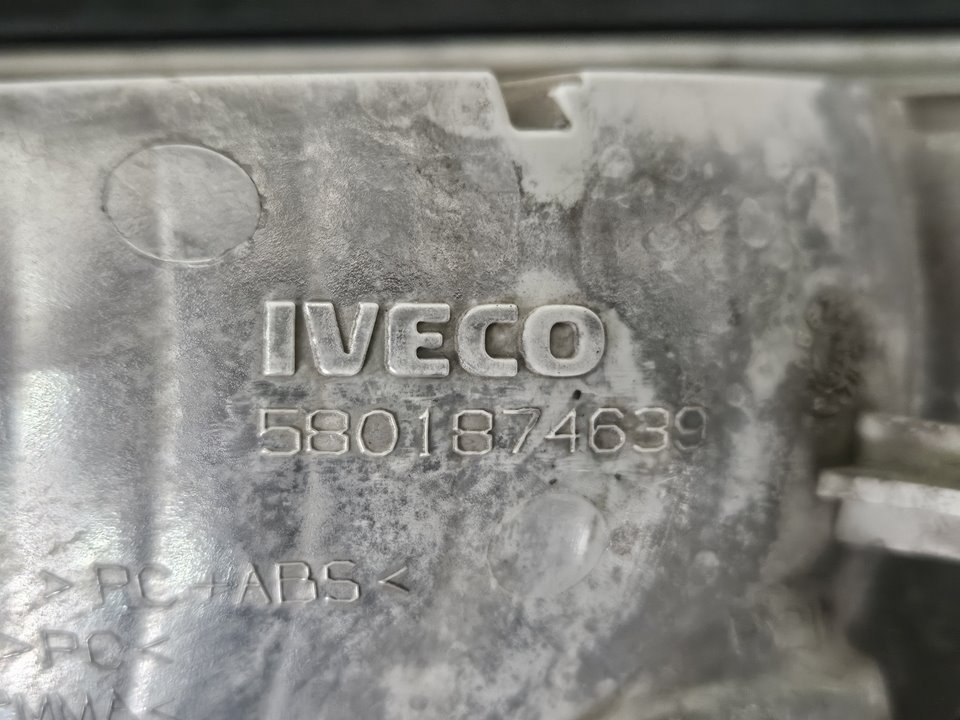 IVECO
5801874639
>PC+ABS<
>PC<